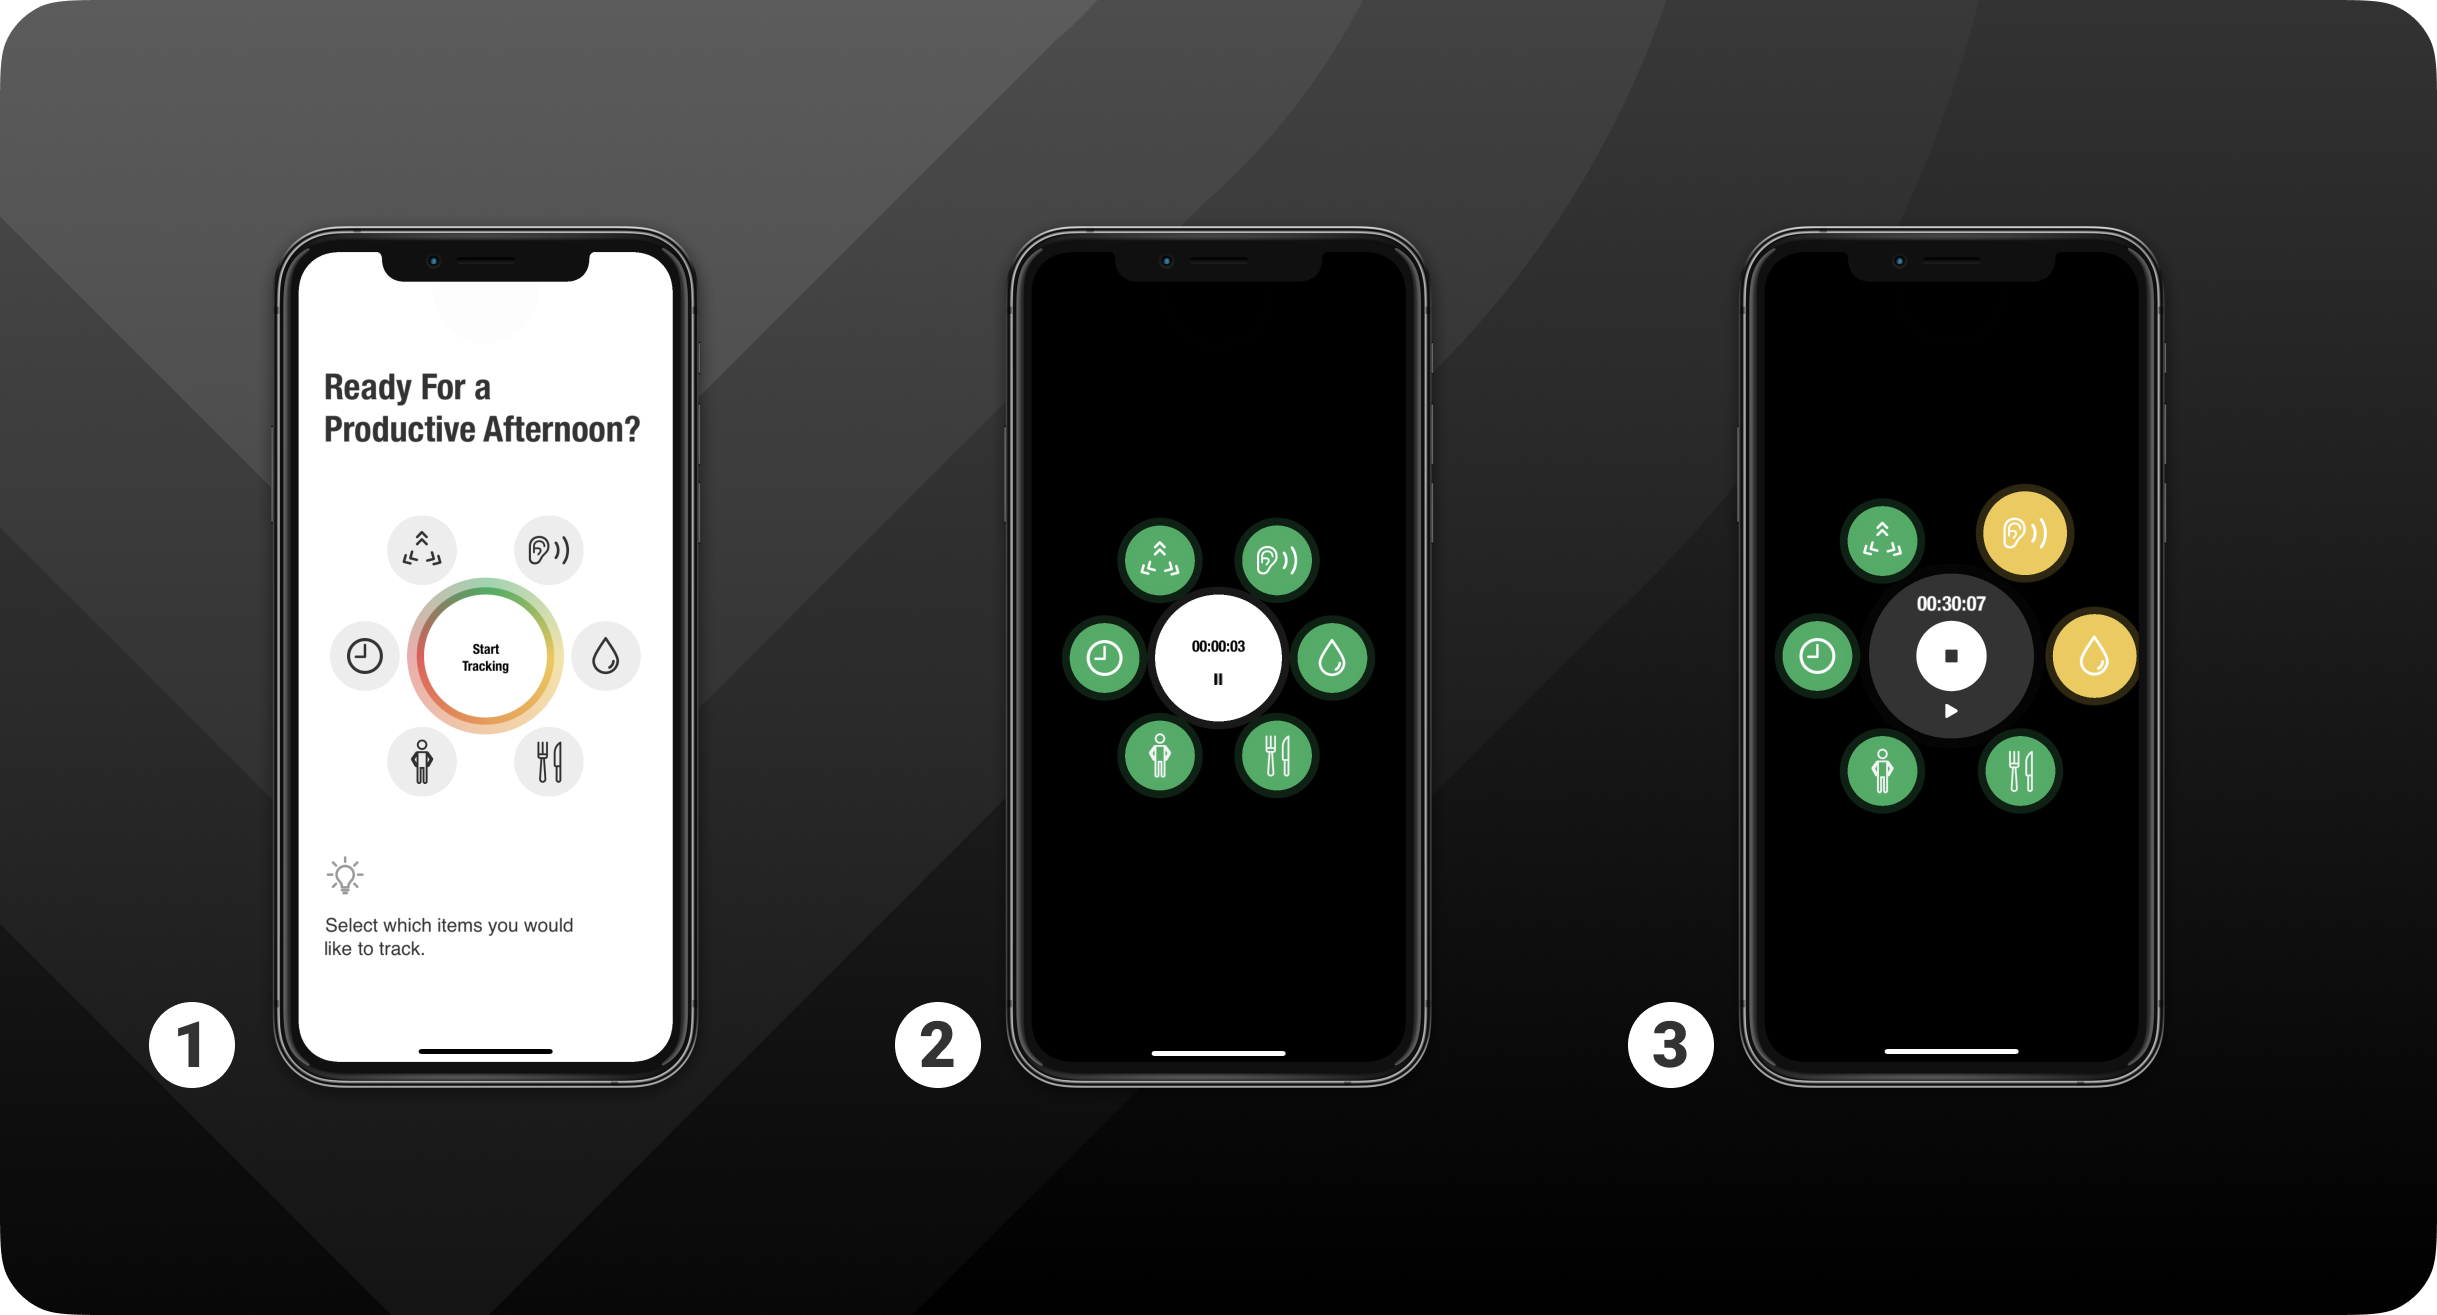 Ready For a
Productive Afternoon?
Start
Tracking
Select which items you would
like to track.
1
00:00:03
2
00:30:07
3